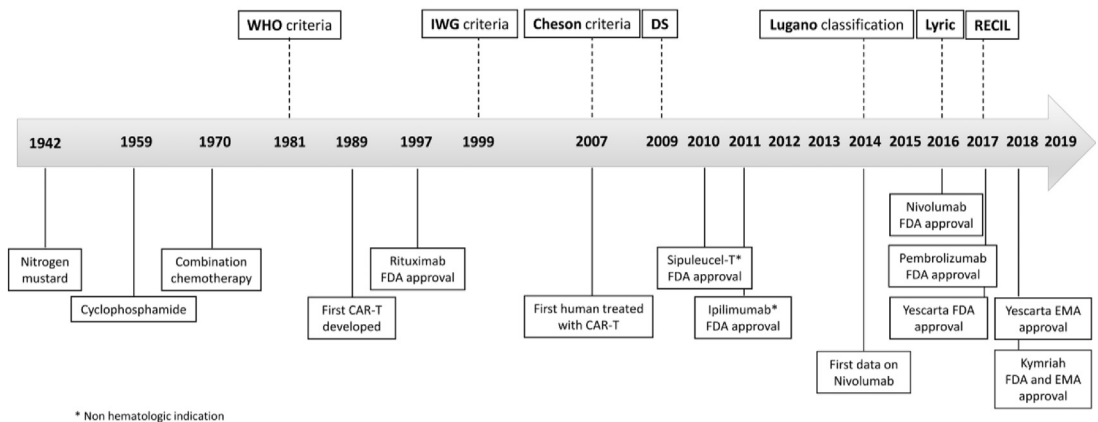 WHO criteria
IWG criteria
Cheson criteria
DS
Lugano classification
Lyric
RECIL
1942 1959 1970 1981 1989 1997 1999 2007 2009 2010 2011 2012 2013 2014 2015 2016 2017 2018 2019
Nitrogen
mustard
Cyclophosphamide
Combination
chemotherapy
First CAR-T
developed
Rituximab
FDA approval
First human treated
with CAR-T
Sipuleucel-T*
FDA approval
Ipilimumab*
FDA approval
First data on
Nivolumab
Nivolumab
FDA approval
Pembrolizumab
FDA approval
Yescarta FDA
approval
Yescarta EMA
approval
Kymriah
FDA and EMA
approval
* Non hematologic indication